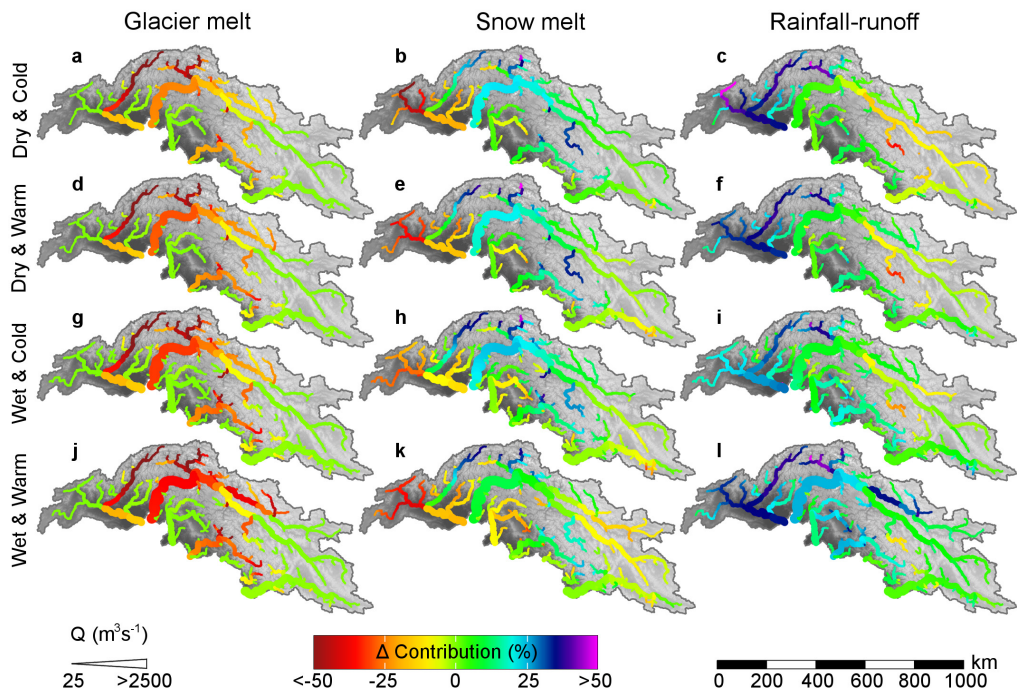 Glacier melt Snow melt Rainfall-runoff
Dry & Cold
a b c
Dry & Warm
d e f
Wet & Cold
g h i
Wet & Warm
j k l
Q (m³s⁻¹)
25 >2500
Δ Contribution (%)
<-50 -25 0 25 >50
km
0 200 400 600 800 1000